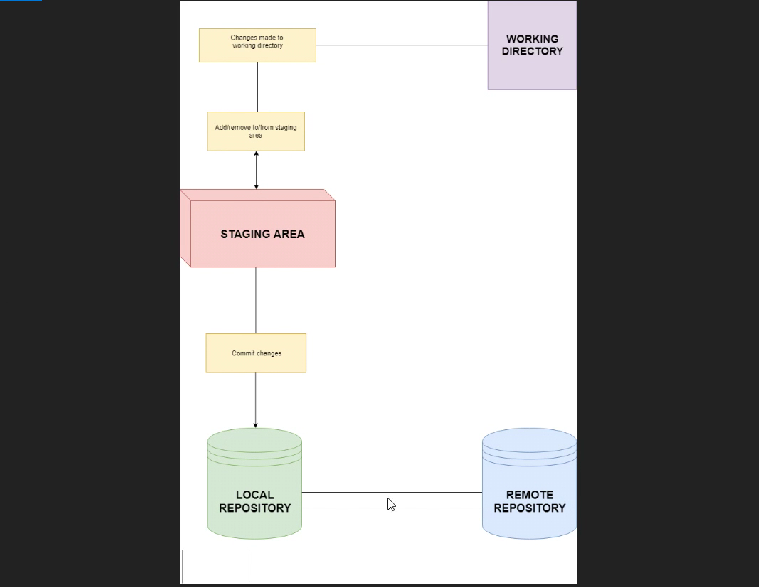 Changes made to
working directory
WORKING
DIRECTORY
Add/remove to/from staging
area
STAGING AREA
Commit changes
LOCAL
REPOSITORY
REMOTE
REPOSITORY